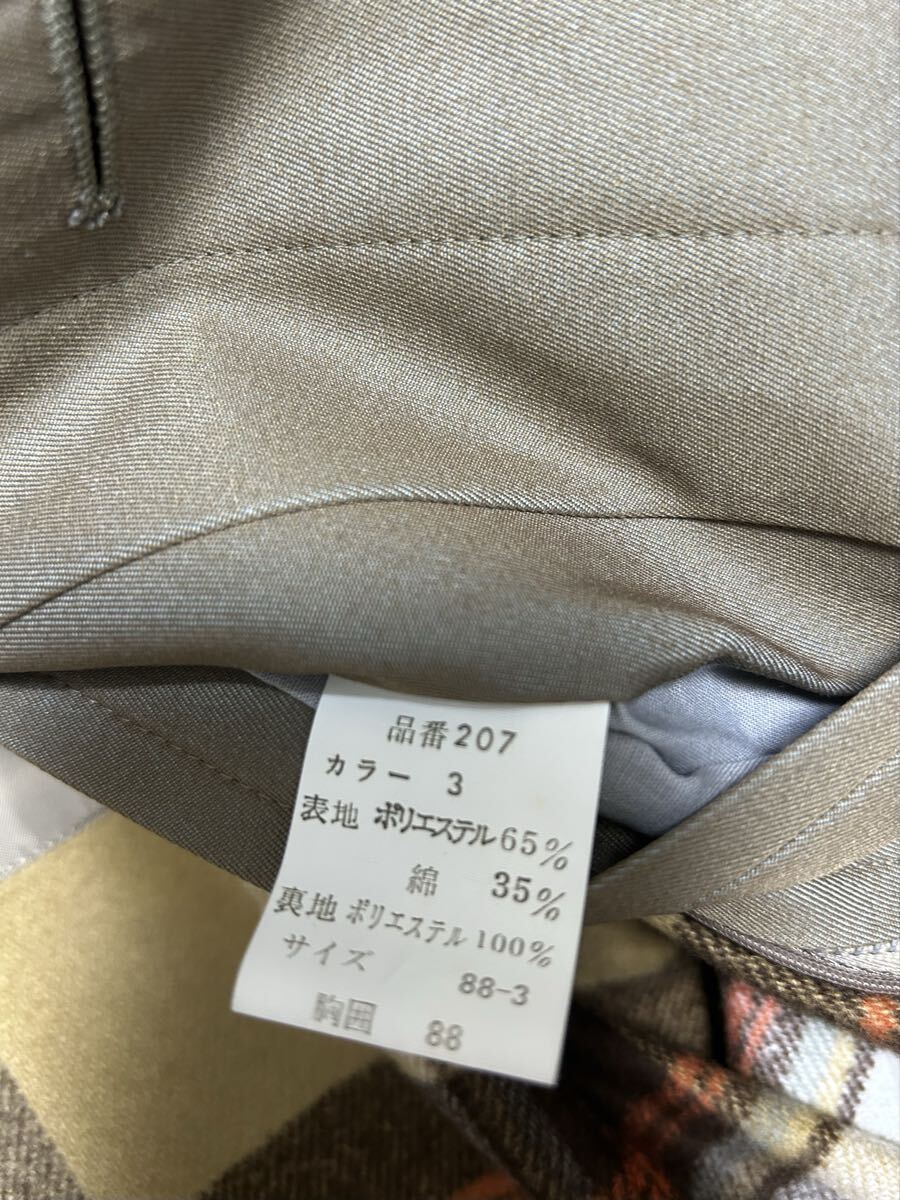 品番207
カラー 3
表地 ポリエステル65%
綿 35%
裏地 ポリエステル100%
サイズ 88-3
胸囲 88